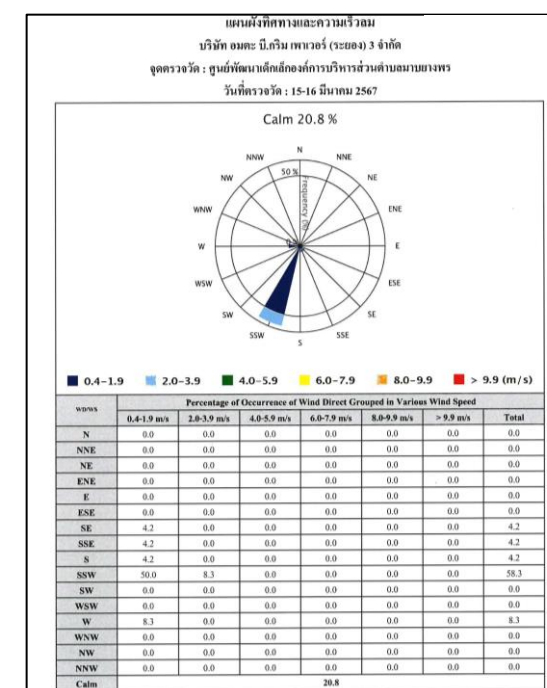 แผนผังทิศทางและความเร็วลม
บริษัท อมตะ บี.กริม เพาเวอร์ (ระยอง) 3 จำกัด
จุดตรวจวัด : ศูนย์พัฒนาเด็กเล็กองค์การบริหารส่วนตำบลมาบยางพร
วันที่ตรวจวัด : 15-16 มีนาคม 2567
Calm 20.8 %
N
NNW NNE
50 %
NW NE
Frequency (%)
WNW ENE
W E
WSW ESE
SW SE
SSW SSE
S
0.4-1.9 2.0-3.9 4.0-5.9 6.0-7.9 8.0-9.9 > 9.9 (m/s)
WD/WS Percentage of Occurrence of Wind Direct Grouped in Various Wind Speed
0.4-1.9 m/s 2.0-3.9 m/s 4.0-5.9 m/s 6.0-7.9 m/s 8.0-9.9 m/s > 9.9 m/s Total
N 0.0 0.0 0.0 0.0 0.0 0.0 0.0
NNE 0.0 0.0 0.0 0.0 0.0 0.0 0.0
NE 0.0 0.0 0.0 0.0 0.0 0.0 0.0
ENE 0.0 0.0 0.0 0.0 0.0 0.0 0.0
E 0.0 0.0 0.0 0.0 0.0 0.0 0.0
ESE 0.0 0.0 0.0 0.0 0.0 0.0 0.0
SE 4.2 0.0 0.0 0.0 0.0 0.0 4.2
SSE 4.2 0.0 0.0 0.0 0.0 0.0 4.2
S 4.2 0.0 0.0 0.0 0.0 0.0 4.2
SSW 50.0 8.3 0.0 0.0 0.0 0.0 58.3
SW 0.0 0.0 0.0 0.0 0.0 0.0 0.0
WSW 0.0 0.0 0.0 0.0 0.0 0.0 0.0
W 8.3 0.0 0.0 0.0 0.0 0.0 8.3
WNW 0.0 0.0 0.0 0.0 0.0 0.0 0.0
NW 0.0 0.0 0.0 0.0 0.0 0.0 0.0
NNW 0.0 0.0 0.0 0.0 0.0 0.0 0.0
Calm 20.8